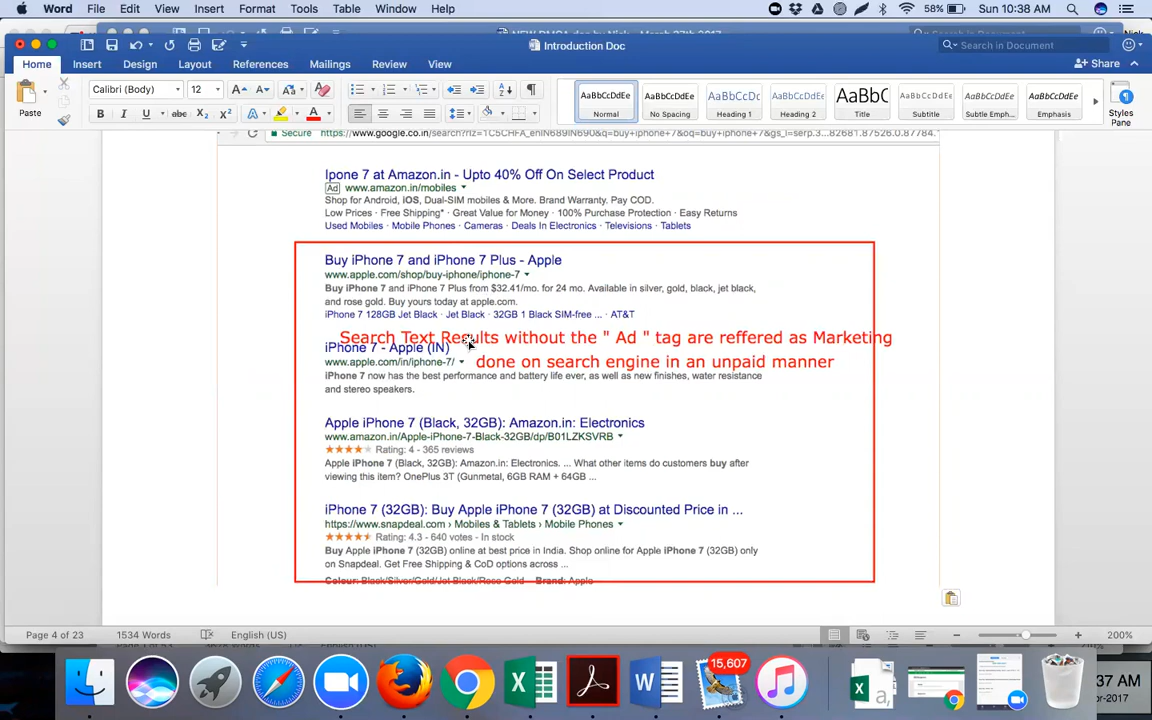 Word File Edit View Insert Format Tools Table Window Help
58% Sun 10:38 AM
Introduction Doc
Search in Document
Home Insert Design Layout References Mailings Review View
Share
Paste
Calibri (Body) 12
AaBbCcDdEe AaBbCcDdEe AaBbCcDc AaBbCcDdEe AaBbC AaBbCcDdEe AaBbCcDdEe AaBbCcDdEe
Normal No Spacing Heading 1 Heading 2 Title Subtitle Subtle Emph... Emphasis
Styles
Pane
Ipone 7 at Amazon.in - Upto 40% Off On Select Product
Ad www.amazon.in/mobiles
Shop for Android, iOS, Dual-SIM mobiles & More. Brand Warranty. Pay COD.
Low Prices · Free Shipping* · Great Value for Money · 100% Purchase Protection · Easy Returns
Used Mobiles · Mobile Phones · Cameras · Deals In Electronics · Televisions · Tablets
Buy iPhone 7 and iPhone 7 Plus - Apple
www.apple.com/shop/buy-iphone/iphone-7
Buy iPhone 7 and iPhone 7 Plus from $32.41/mo. for 24 mo. Available in silver, gold, black, jet black,
and rose gold. Buy yours today at apple.com.
iPhone 7 128GB Jet Black · Jet Black · 32GB 1 Black SIM-free ... · AT&T
Search Text Results without the " Ad " tag are reffered as Marketing
done on search engine in an unpaid manner
iPhone 7 - Apple (IN)
www.apple.com/in/iphone-7/
iPhone 7 now has the best performance and battery life ever, as well as new finishes, water resistance
and stereo speakers.
Apple iPhone 7 (Black, 32GB): Amazon.in: Electronics
www.amazon.in/Apple-iPhone-7-Black-32GB/dp/B01LZKSVRB
Rating: 4 - 365 reviews
Apple iPhone 7 (Black, 32GB): Amazon.in: Electronics. ... What other items do customers buy after
viewing this item? OnePlus 3T (Gunmetal, 6GB RAM + 64GB ...
iPhone 7 (32GB): Buy Apple iPhone 7 (32GB) at Discounted Price in ...
https://www.snapdeal.com › Mobiles & Tablets › Mobile Phones
Rating: 4.3 - 640 votes - In stock
Buy Apple iPhone 7 (32GB) online at best price in India. Shop online for Apple iPhone 7 (32GB) only
on Snapdeal. Get Free Shipping & CoD options across ...
Colour: Black/Silver/Gold/Jet Black/Rose Gold · Brand: Apple
Page 4 of 23 1534 Words English (US) 200%
15,607
37 AM
r-2017